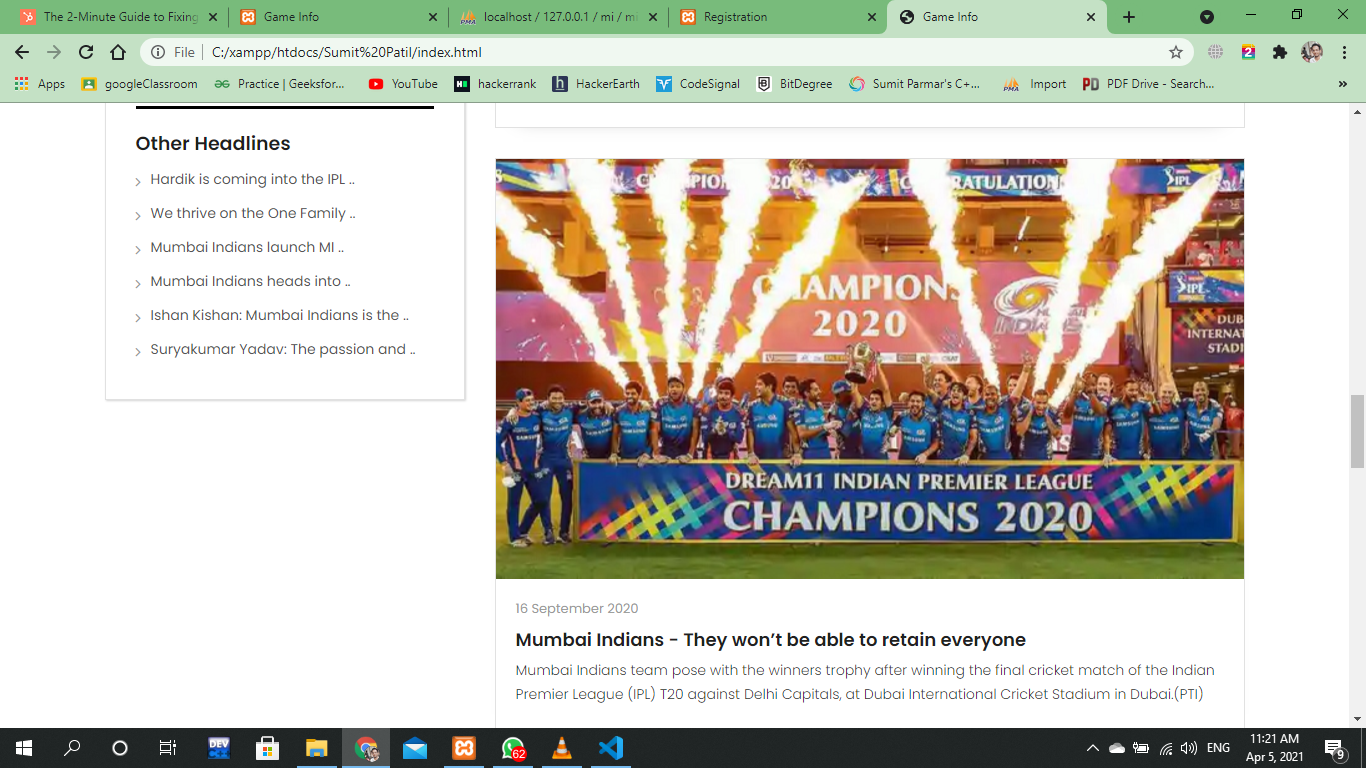 The 2-Minute Guide to Fixing
Game Info
localhost / 127.0.0.1 / mi / mi
Registration
Game Info
File
C:/xampp/htdocs/Sumit%20Patil/index.html
Apps
googleClassroom
Practice | Geeksfor...
YouTube
hackerrank
HackerEarth
CodeSignal
BitDegree
Sumit Parmar's C+...
Import
PDF Drive - Search...
Other Headlines
Hardik is coming into the IPL ..
We thrive on the One Family ..
Mumbai Indians launch MI ..
Mumbai Indians heads into ..
Ishan Kishan: Mumbai Indians is the ..
Suryakumar Yadav: The passion and ..
RATULATION
IPL
CHAMPIONS
2020
DREAM11 INDIAN PREMIER LEAGUE
CHAMPIONS 2020
16 September 2020
Mumbai Indians - They won’t be able to retain everyone
Mumbai Indians team pose with the winners trophy after winning the final cricket match of the Indian
Premier League (IPL) T20 against Delhi Capitals, at Dubai International Cricket Stadium in Dubai.(PTI)
62
ENG
11:21 AM
Apr 5, 2021
9